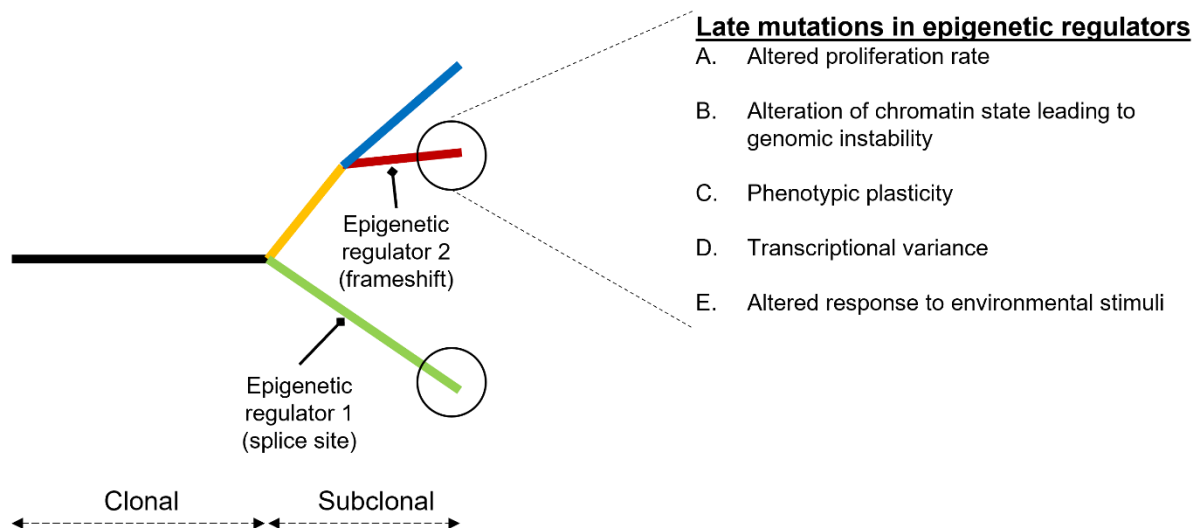 Late mutations in epigenetic regulators
A. Altered proliferation rate
B. Alteration of chromatin state leading to
genomic instability
C. Phenotypic plasticity
D. Transcriptional variance
E. Altered response to environmental stimuli
Epigenetic
regulator 2
(frameshift)
Epigenetic
regulator 1
(splice site)
Clonal
Subclonal